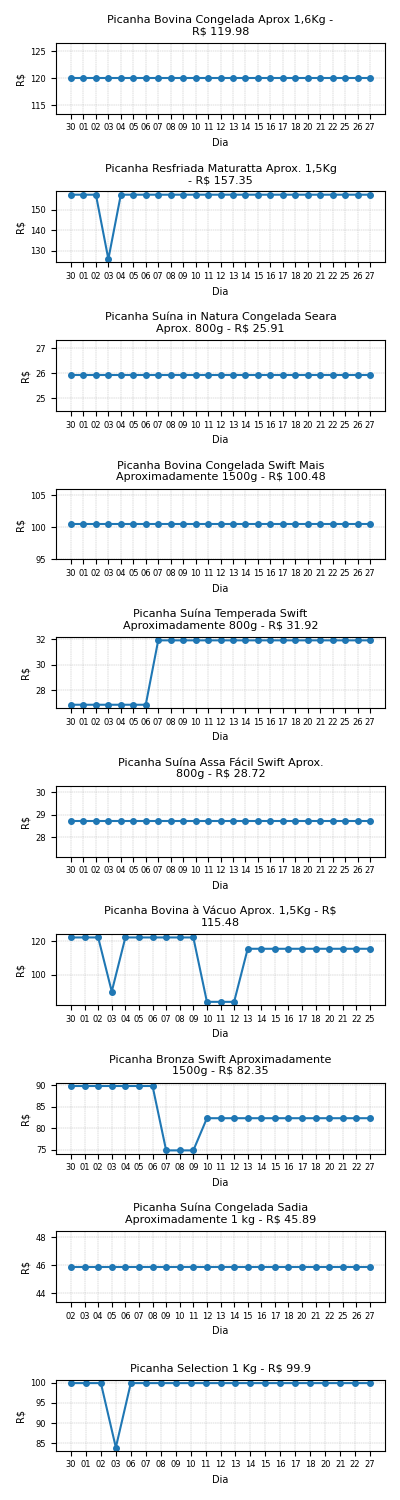 Picanha Bovina Congelada Aprox 1,6Kg -
R$ 119.98
125
120
115
R$
30 01 02 03 04 05 06 07 08 09 10 11 12 13 14 15 16 17 18 20 21 22 25 26 27
Dia
Picanha Resfriada Maturatta Aprox. 1,5Kg
- R$ 157.35
150
140
130
R$
30 01 02 03 04 05 06 07 08 09 10 11 12 13 14 15 16 17 18 20 21 22 25 26 27
Dia
Picanha Suína in Natura Congelada Seara
Aprox. 800g - R$ 25.91
27
26
25
R$
30 01 02 03 04 05 06 07 08 09 10 11 12 13 14 15 16 17 18 20 21 22 25 26 27
Dia
Picanha Bovina Congelada Swift Mais
Aproximadamente 1500g - R$ 100.48
105
100
95
R$
30 01 02 03 04 05 06 07 08 09 10 11 12 13 14 15 16 17 18 20 21 22 25 26 27
Dia
Picanha Suína Temperada Swift
Aproximadamente 800g - R$ 31.92
32
30
28
R$
30 01 02 03 04 05 06 07 08 09 10 11 12 13 14 15 16 17 18 20 21 22 25 26 27
Dia
Picanha Suína Assa Fácil Swift Aprox.
800g - R$ 28.72
30
29
28
R$
30 01 02 03 04 05 06 07 08 09 10 11 12 13 14 15 16 17 18 20 21 22 25 26 27
Dia
Picanha Bovina à Vácuo Aprox. 1,5Kg - R$
115.48
120
100
R$
30 01 02 03 04 05 06 07 08 09 10 11 12 13 14 15 16 17 18 20 21 22 25
Dia
Picanha Bronza Swift Aproximadamente
1500g - R$ 82.35
90
85
80
75
R$
30 01 02 03 04 05 06 07 08 09 10 11 12 13 14 15 16 17 18 20 21 22 27
Dia
Picanha Suína Congelada Sadia
Aproximadamente 1 kg - R$ 45.89
48
46
44
R$
02 03 04 05 06 07 08 09 10 11 12 13 14 15 16 17 18 20 21 22 25 26 27
Dia
Picanha Selection 1 Kg - R$ 99.9
100
95
90
85
R$
30 01 02 03 06 07 08 09 10 11 12 13 14 15 16 17 18 20 21 22 27
Dia